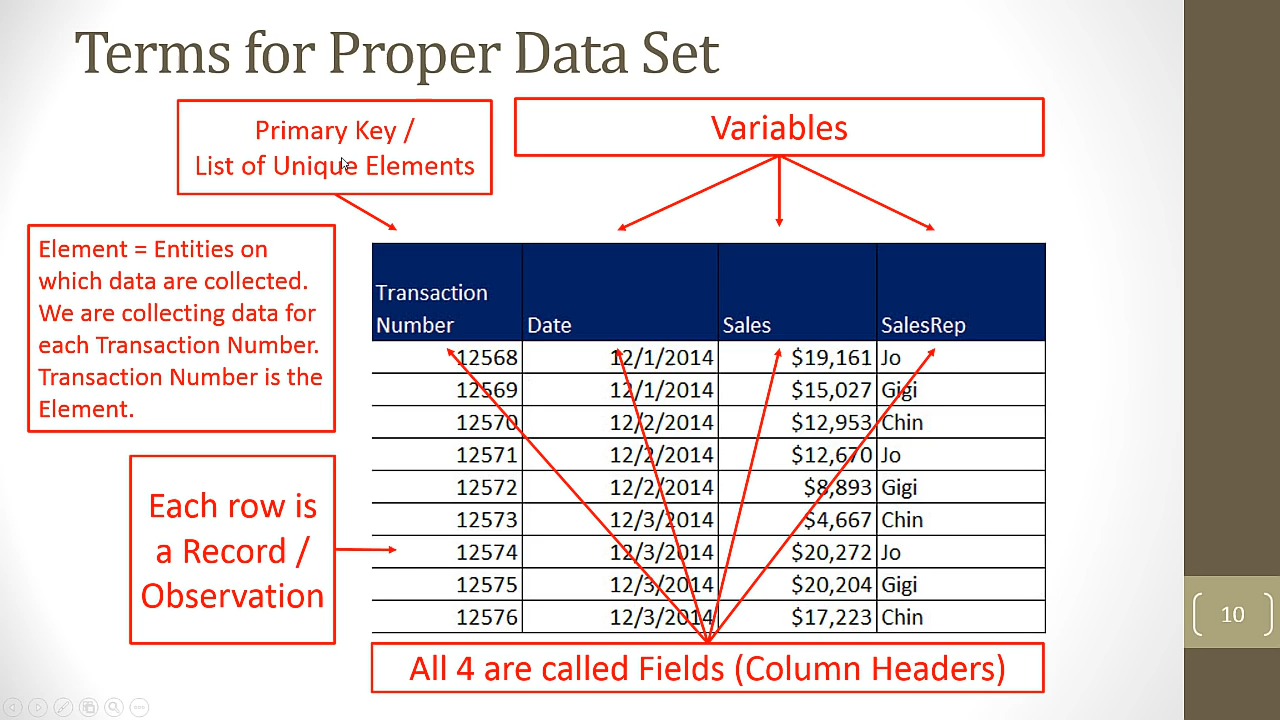 Terms for Proper Data Set
Primary Key /
List of Unique Elements
Variables
Element = Entities on
which data are collected.
We are collecting data for
each Transaction Number.
Transaction Number is the
Element.
Each row is
a Record /
Observation
Transaction
Number Date Sales SalesRep
12568 12/1/2014 $19,161 Jo
12569 12/1/2014 $15,027 Gigi
12570 12/2/2014 $12,953 Chin
12571 12/2/2014 $12,670 Jo
12572 12/2/2014 $8,893 Gigi
12573 12/3/2014 $4,667 Chin
12574 12/3/2014 $20,272 Jo
12575 12/3/2014 $20,204 Gigi
12576 12/3/2014 $17,223 Chin
All 4 are called Fields (Column Headers)
10